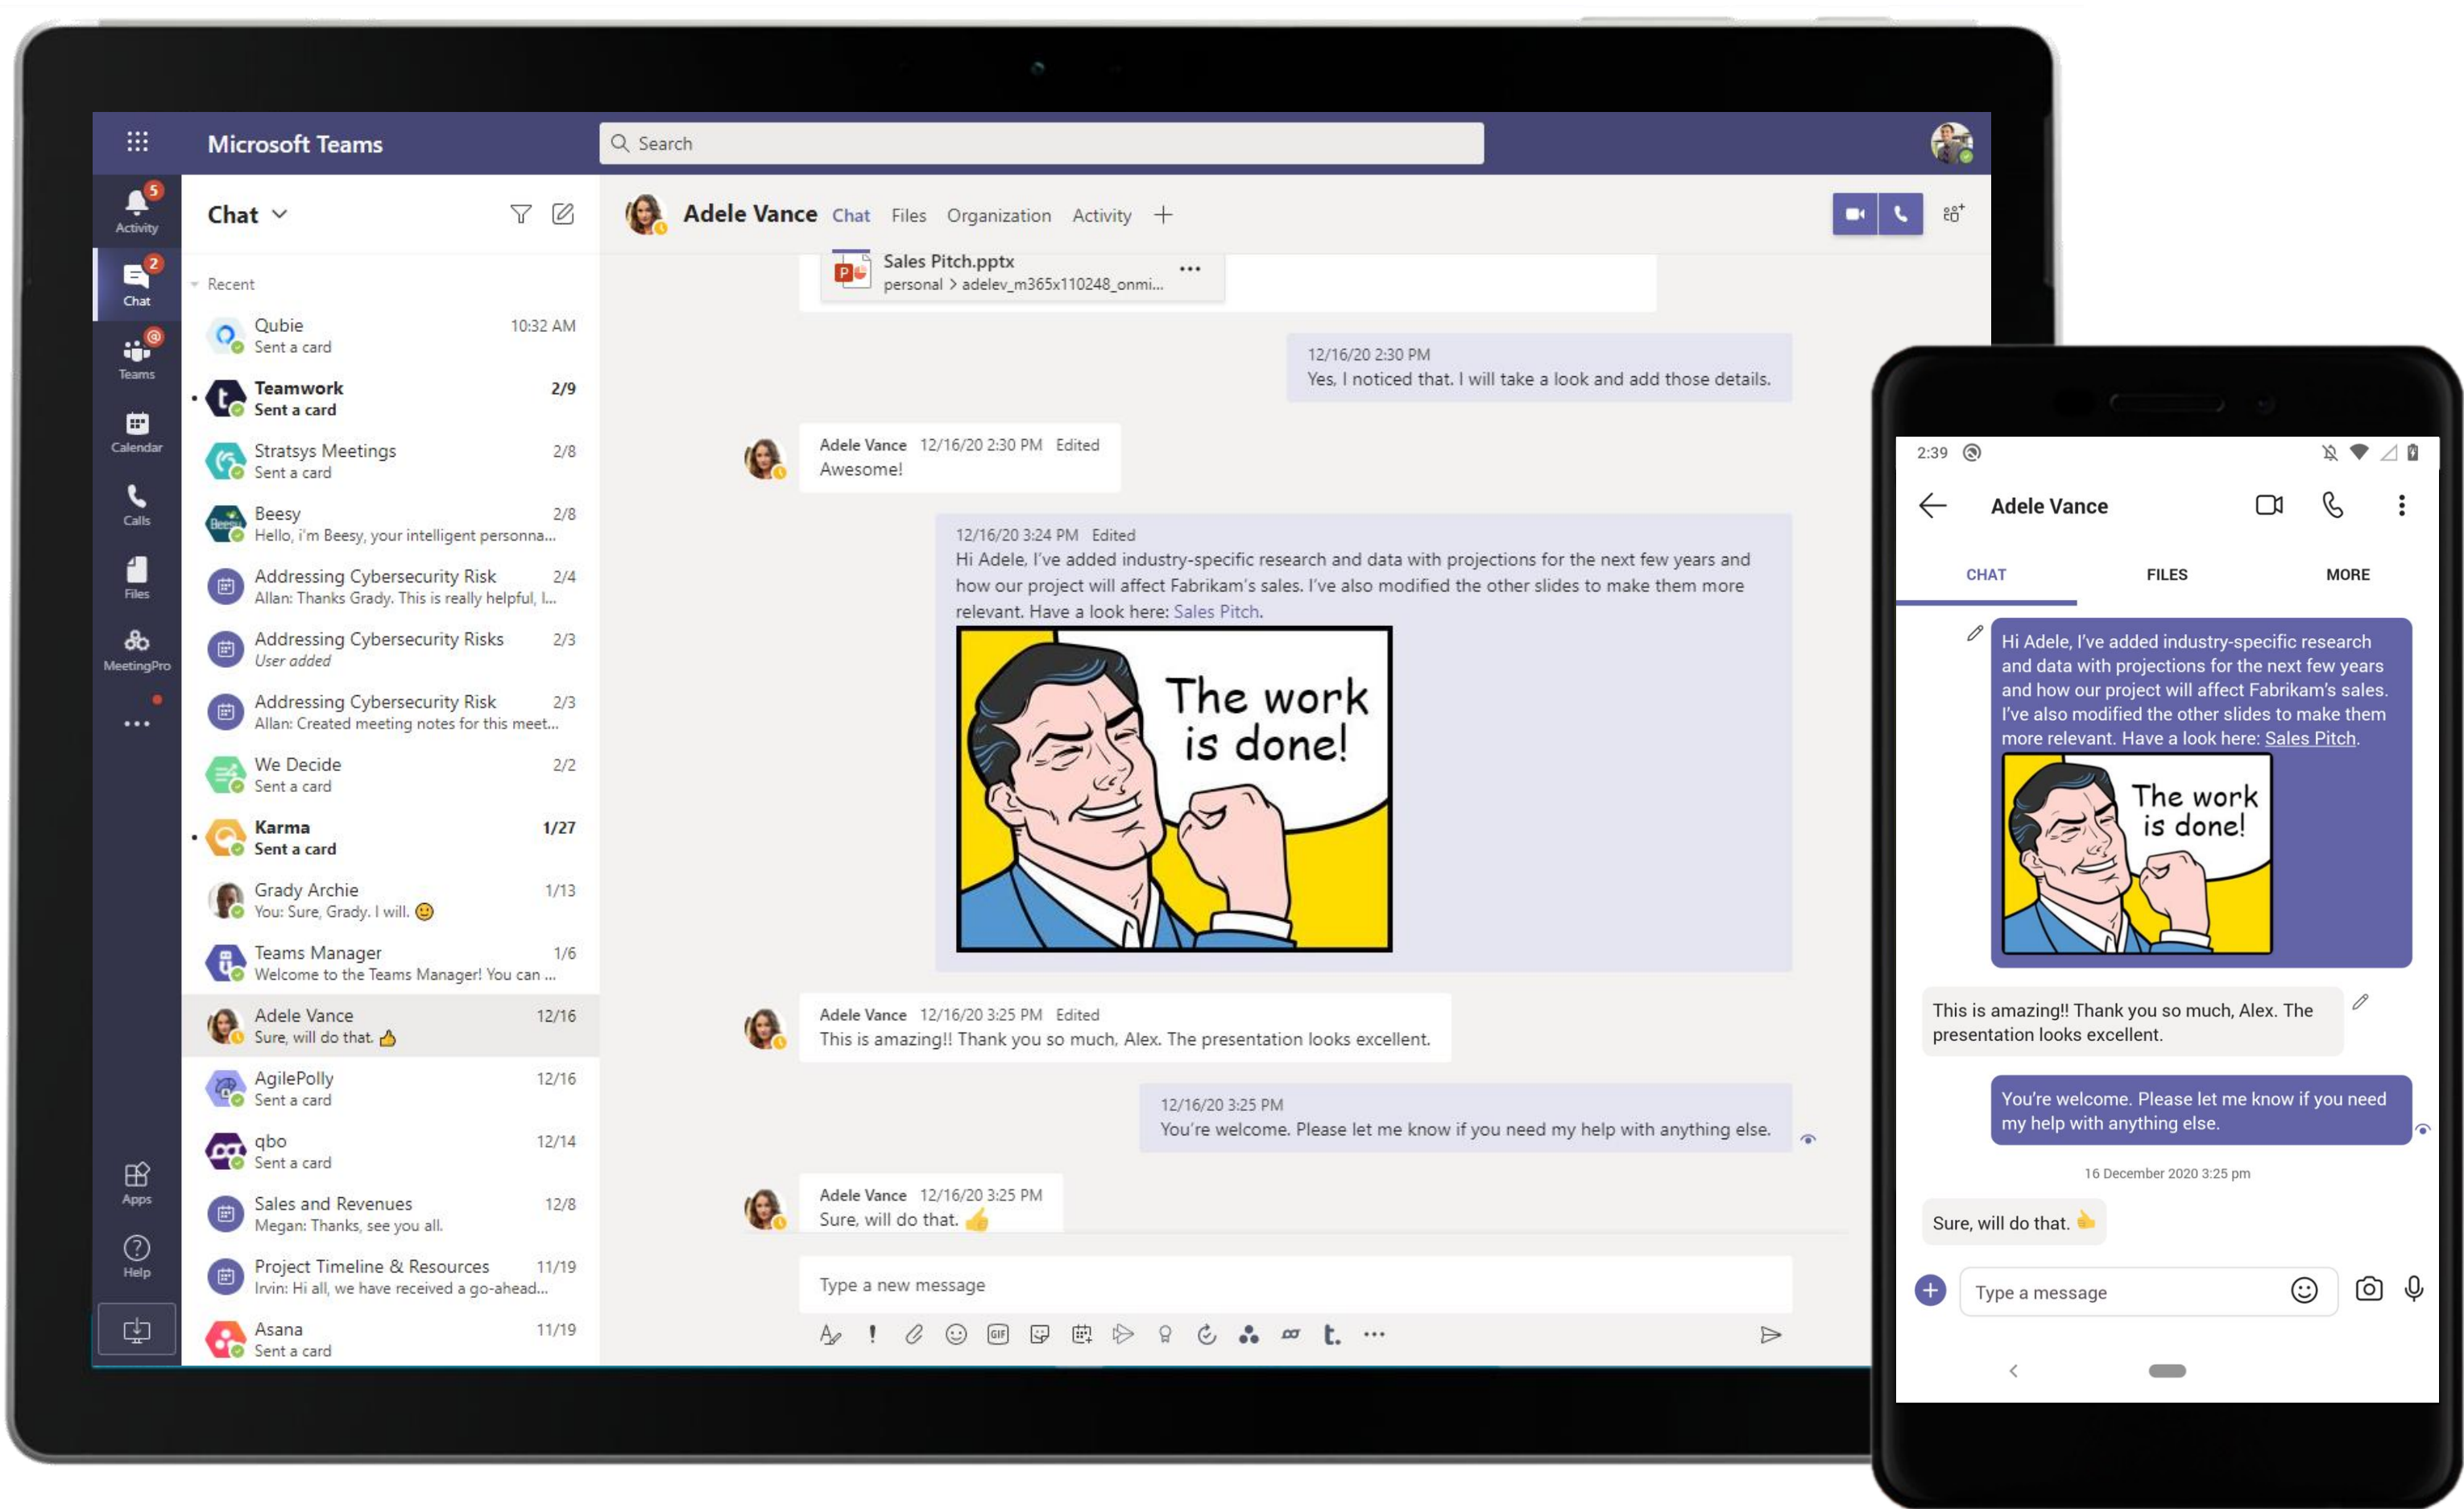 Microsoft Teams
Search
5
Activity
2
Chat
@
Teams
Calendar
Calls
Files
MeetingPro
Apps
Help
Chat
Recent
Qubie 10:32 AM
Sent a card
Teamwork 2/9
Sent a card
Stratsys Meetings 2/8
Sent a card
Beesy
Beesy 2/8
Hello, i'm Beesy, your intelligent personna...
Addressing Cybersecurity Risk 2/4
Allan: Thanks Grady. This is really helpful, I...
Addressing Cybersecurity Risks 2/3
User added
Addressing Cybersecurity Risk 2/3
Allan: Created meeting notes for this meet...
We Decide 2/2
Sent a card
Karma 1/27
Sent a card
Grady Archie 1/13
You: Sure, Grady. I will. 🙂
Teams Manager 1/6
Welcome to the Teams Manager! You can ...
Adele Vance 12/16
Sure, will do that. 👍
AgilePolly 12/16
Sent a card
qbo 12/14
Sent a card
Sales and Revenues 12/8
Megan: Thanks, see you all.
Project Timeline & Resources 11/19
Irvin: Hi all, we have received a go-ahead...
Asana 11/19
Sent a card
Adele Vance Chat Files Organization Activity
P
Sales Pitch.pptx
personal > adelev_m365x110248_onmi...
12/16/20 2:30 PM
Yes, I noticed that. I will take a look and add those details.
Adele Vance 12/16/20 2:30 PM Edited
Awesome!
12/16/20 3:24 PM Edited
Hi Adele, I've added industry-specific research and data with projections for the next few years and
how our project will affect Fabrikam's sales. I've also modified the other slides to make them more
relevant. Have a look here: Sales Pitch.
The work
is done!
Adele Vance 12/16/20 3:25 PM Edited
This is amazing!! Thank you so much, Alex. The presentation looks excellent.
12/16/20 3:25 PM
You're welcome. Please let me know if you need my help with anything else.
Adele Vance 12/16/20 3:25 PM
Sure, will do that. 👍
Type a new message
GIF
t.
2:39
Adele Vance
CHAT FILES MORE
Hi Adele, I've added industry-specific research
and data with projections for the next few years
and how our project will affect Fabrikam's sales.
I've also modified the other slides to make them
more relevant. Have a look here: Sales Pitch.
The work
is done!
This is amazing!! Thank you so much, Alex. The
presentation looks excellent.
You're welcome. Please let me know if you need
my help with anything else.
16 December 2020 3:25 pm
Sure, will do that. 👍
Type a message